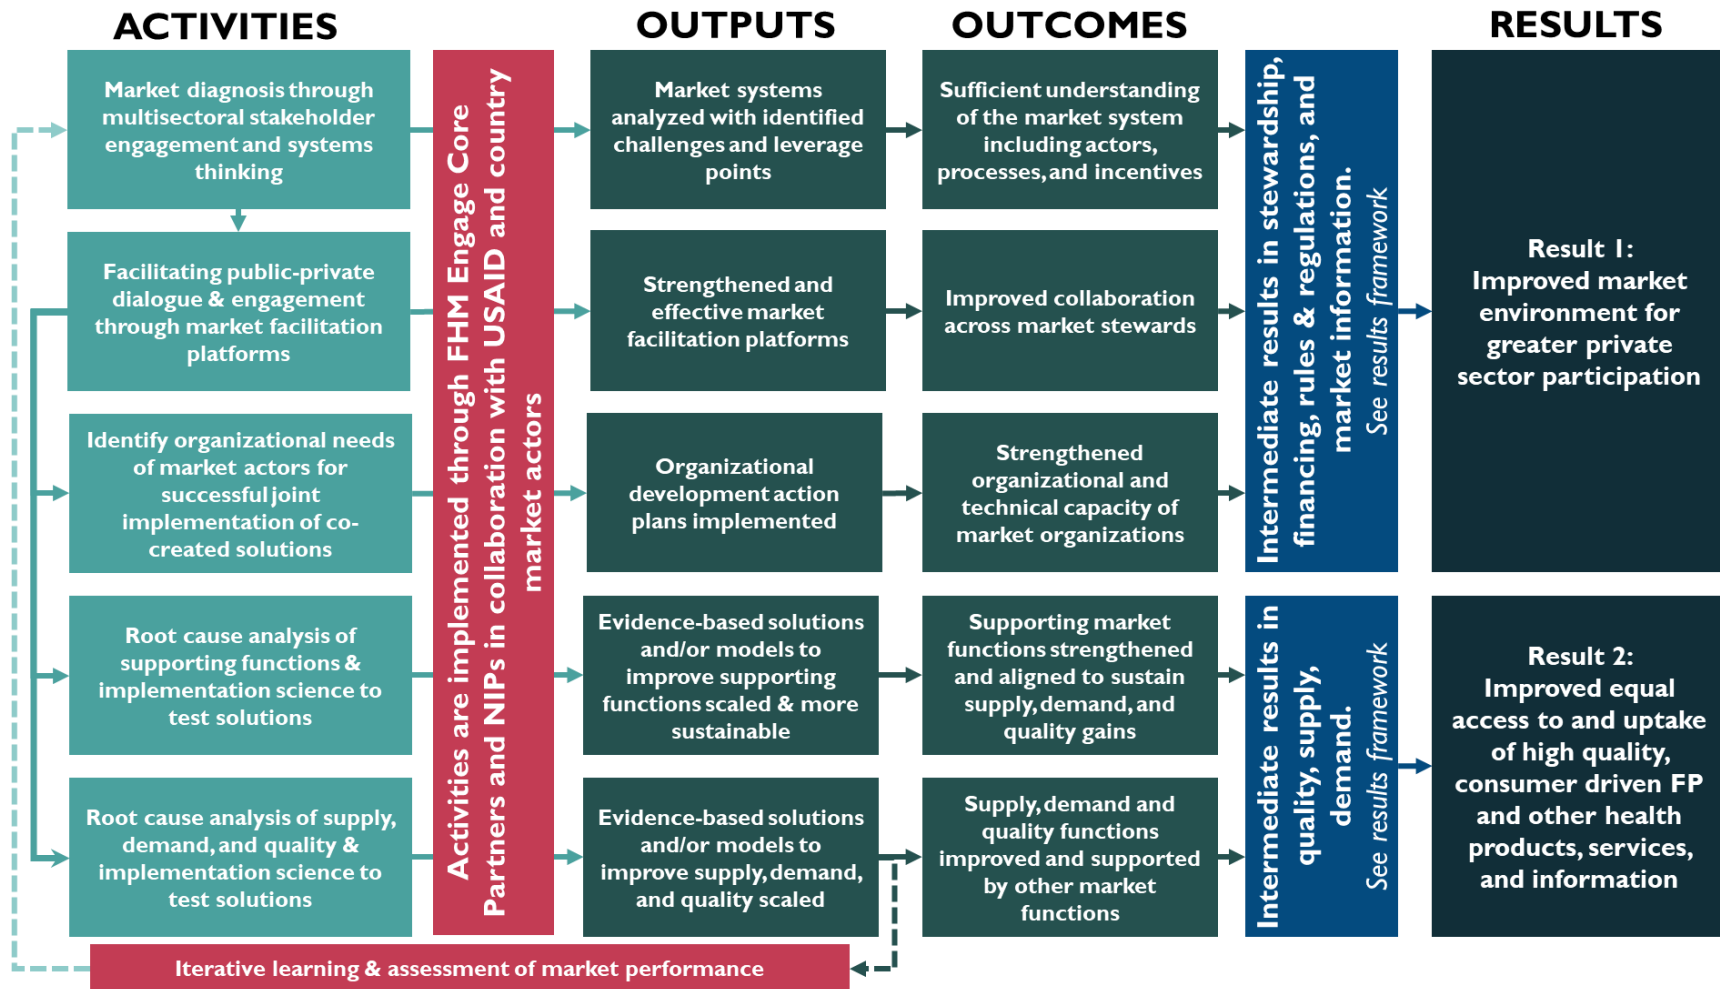 ACTIVITIES
OUTPUTS
OUTCOMES
RESULTS
Market diagnosis through
multisectoral stakeholder
engagement and systems
thinking
Facilitating public-private
dialogue & engagement
through market facilitation
platforms
Identify organizational needs
of market actors for
successful joint
implementation of co-
created solutions
Root cause analysis of
supporting functions &
implementation science to
test solutions
Root cause analysis of supply,
demand, and quality &
implementation science to
test solutions
Activities are implemented through FHM Engage Core
Partners and NIPs in collaboration with USAID and country
market actors
Market systems
analyzed with identified
challenges and leverage
points
Strengthened and
effective market
facilitation platforms
Organizational
development action
plans implemented
Evidence-based solutions
and/or models to
improve supporting
functions scaled & more
sustainable
Evidence-based solutions
and/or models to
improve supply, demand,
and quality scaled
Sufficient understanding
of the market system
including actors,
processes, and incentives
Improved collaboration
across market stewards
Strengthened
organizational and
technical capacity of
market organizations
Supporting market
functions strengthened
and aligned to sustain
supply, demand, and
quality gains
Supply, demand and
quality functions
improved and supported
by other market
functions
Intermediate results in stewardship,
financing, rules & regulations, and
market information.
See results framework
Intermediate results in
quality, supply,
demand.
See results framework
Result 1:
Improved market
environment for
greater private
sector participation
Result 2:
Improved equal
access to and uptake
of high quality,
consumer driven FP
and other health
products, services,
and information
Iterative learning & assessment of market performance